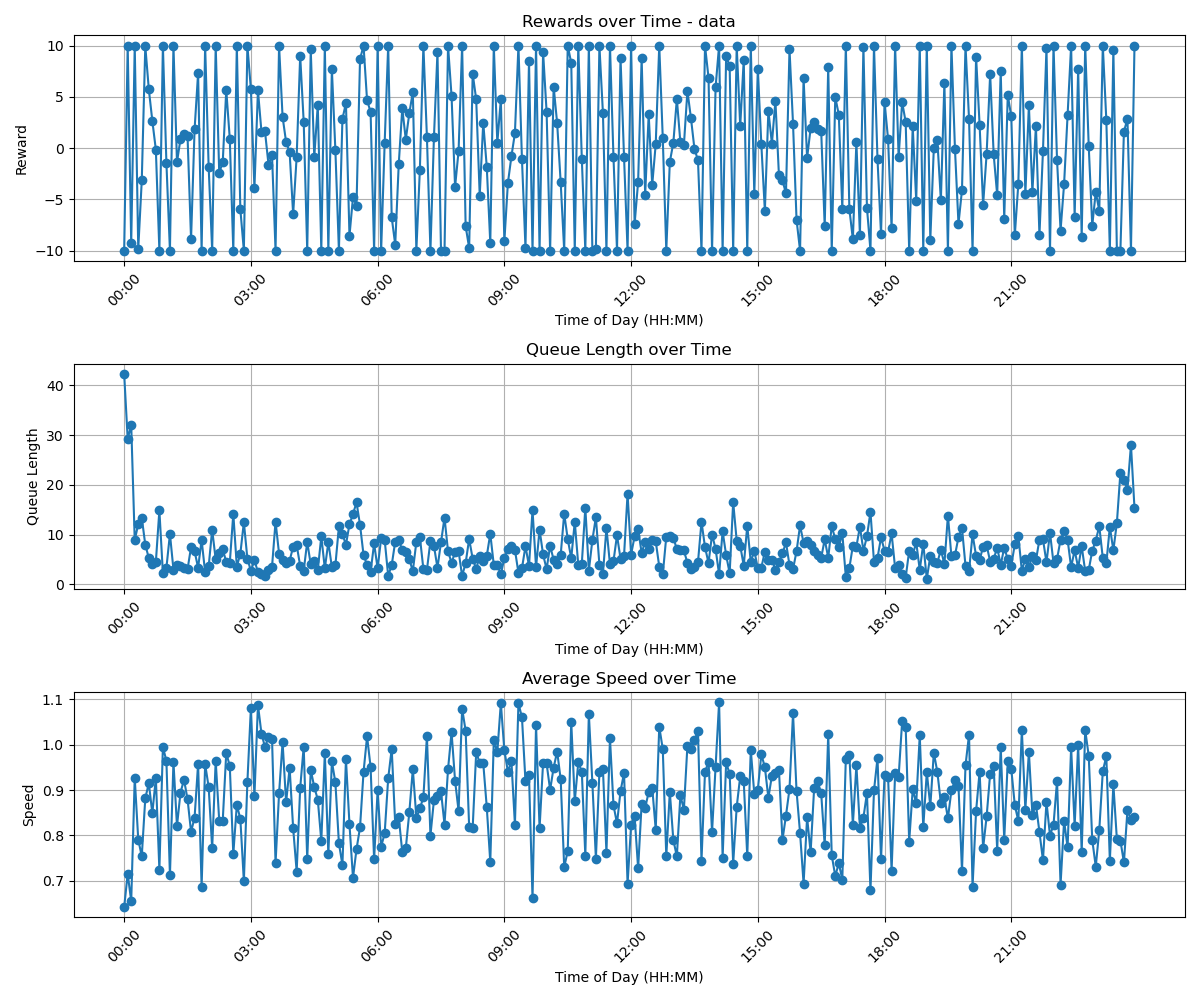 Rewards over Time - data
Reward
10
5
0
−5
−10
00:00 03:00 06:00 09:00 12:00 15:00 18:00 21:00
Time of Day (HH:MM)
Queue Length over Time
Queue Length
40
30
20
10
0
00:00 03:00 06:00 09:00 12:00 15:00 18:00 21:00
Time of Day (HH:MM)
Average Speed over Time
Speed
1.1
1.0
0.9
0.8
0.7
00:00 03:00 06:00 09:00 12:00 15:00 18:00 21:00
Time of Day (HH:MM)